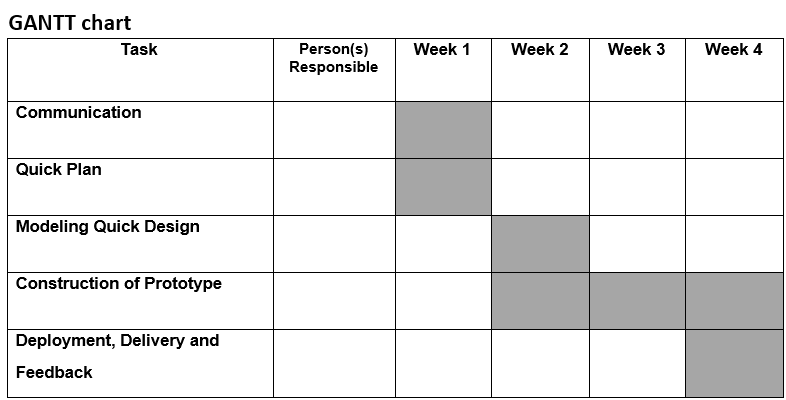 GANTT chart
Task
Person(s)
Responsible
Week 1
Week 2
Week 3
Week 4
Communication
Quick Plan
Modeling Quick Design
Construction of Prototype
Deployment, Delivery and
Feedback